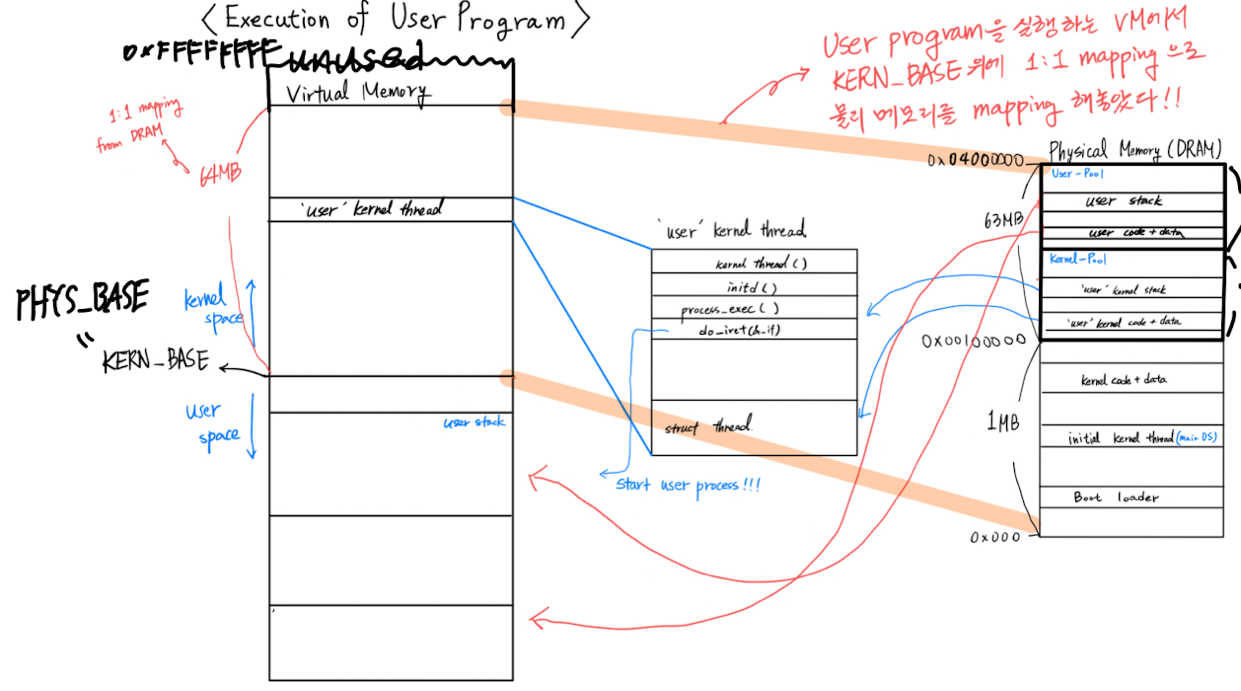 <Execution of User Program>
0xFFFFFFFF
unused
Virtual Memory
1:1 mapping
from DRAM
64MB
'user' kernel thread
PHYS_BASE
"
kernel
space
KERN_BASE
user
space
user stack
User program을 실행하는 VM에서
KERN_BASE 위에 1:1 mapping 으로
물리 메모리를 mapping 해놓았다!!
'user' kernel thread
kernel thread()
initd()
process_exec()
do_iret(&_if)
struct thread
start user process!!!
Physical Memory (DRAM)
0x04000000
User-Pool
user stack
63MB
user code + data
Kernel-Pool
'user' kernel stack
'user' kernel code + data
0x00100000
kernel code + data
1MB
initial kernel thread (main OS)
Boot loader
0x000